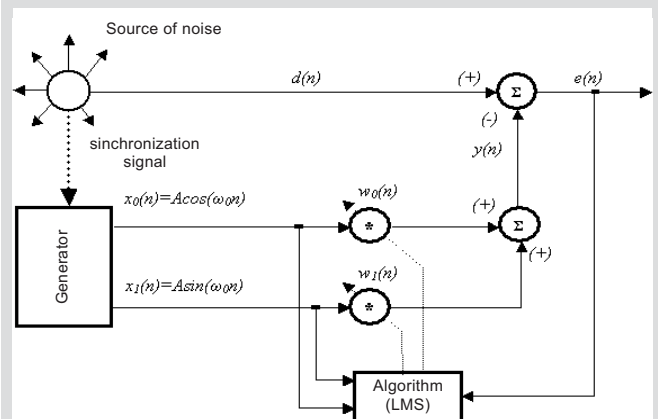 Source of noise
d(n)
(+)
Σ
e(n)
(-)
y(n)
sinchronization
signal
Generator
x₀(n)=Acos(ω₀n)
w₀(n)
*
(+)
Σ
(+)
x₁(n)=Asin(ω₀n)
w₁(n)
*
Algorithm
(LMS)